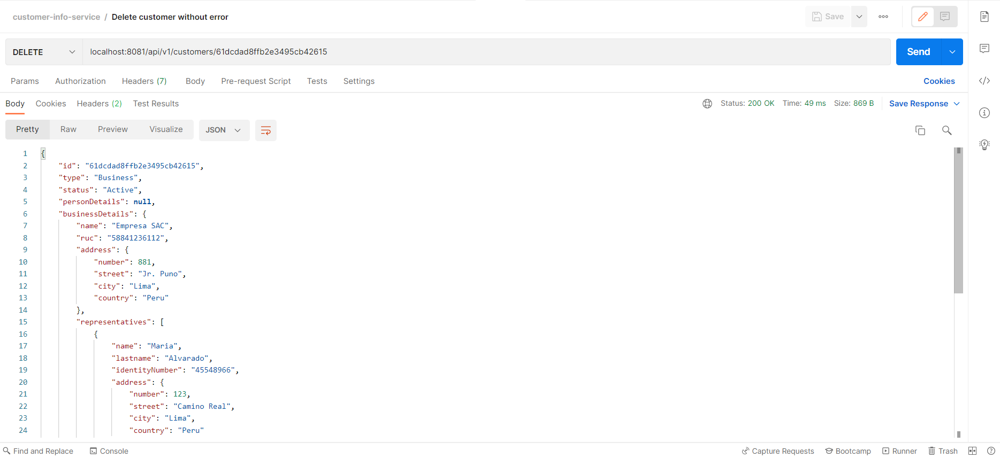 customer-info-service / Delete customer without error
Save
DELETE
localhost:8081/api/v1/customers/61dcdad8ffb2e3495cb42615
Send
Params Authorization Headers (7) Body Pre-request Script Tests Settings Cookies
Body Cookies Headers (2) Test Results Status: 200 OK Time: 49 ms Size: 869 B Save Response
Pretty Raw Preview Visualize JSON
1 {
2 "id": "61dcdad8ffb2e3495cb42615",
3 "type": "Business",
4 "status": "Active",
5 "personDetails": null,
6 "businessDetails": {
7 "name": "Empresa SAC",
8 "ruc": "58841236112",
9 "address": {
10 "number": 881,
11 "street": "Jr. Puno",
12 "city": "Lima",
13 "country": "Peru"
14 },
15 "representatives": [
16 {
17 "name": "Maria",
18 "lastname": "Alvarado",
19 "identityNumber": "45548966",
20 "address": {
21 "number": 123,
22 "street": "Camino Real",
23 "city": "Lima",
24 "country": "Peru"
Find and Replace Console Capture Requests Bootcamp Runner Trash